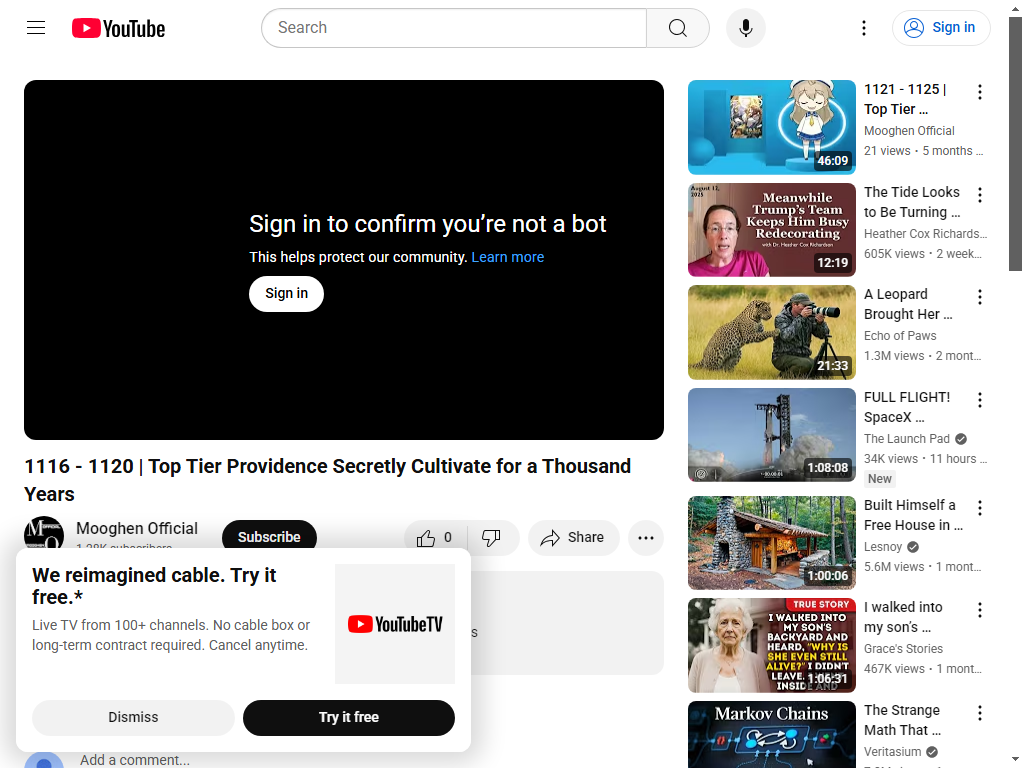 YouTube
Search
Sign in
Sign in to confirm you’re not a bot
This helps protect our community. Learn more
Sign in
1116 - 1120 | Top Tier Providence Secretly Cultivate for a Thousand
Years
Mooghen Official
Subscribe
0
Share
We reimagined cable. Try it
free.*
Live TV from 100+ channels. No cable box or
long-term contract required. Cancel anytime.
YouTubeTV
Dismiss
Try it free
Add a comment...
46:09
1121 - 1125 |
Top Tier …
Mooghen Official
21 views • 5 months …
August 12,
2025
Meanwhile
Trump's Team
Keeps Him Busy
Redecorating
with Dr. Heather Cox Richardson
12:19
The Tide Looks
to Be Turning …
Heather Cox Richards…
605K views • 2 week…
21:33
A Leopard
Brought Her …
Echo of Paws
1.3M views • 2 mont…
1:08:08
FULL FLIGHT!
SpaceX …
The Launch Pad
34K views • 11 hours …
New
1:00:06
Built Himself a
Free House in …
Lesnoy
5.6M views • 1 mont…
TRUE STORY
I WALKED INTO
MY SON'S
BACKYARD AND
HEARD, "WHY IS
SHE EVEN STILL
ALIVE?" I DIDN'T
LEAVE.
INSIDE AND
1:06:31
I walked into
my son’s …
Grace's Stories
467K views • 1 mont…
Markov Chains
The Strange
Math That …
Veritasium